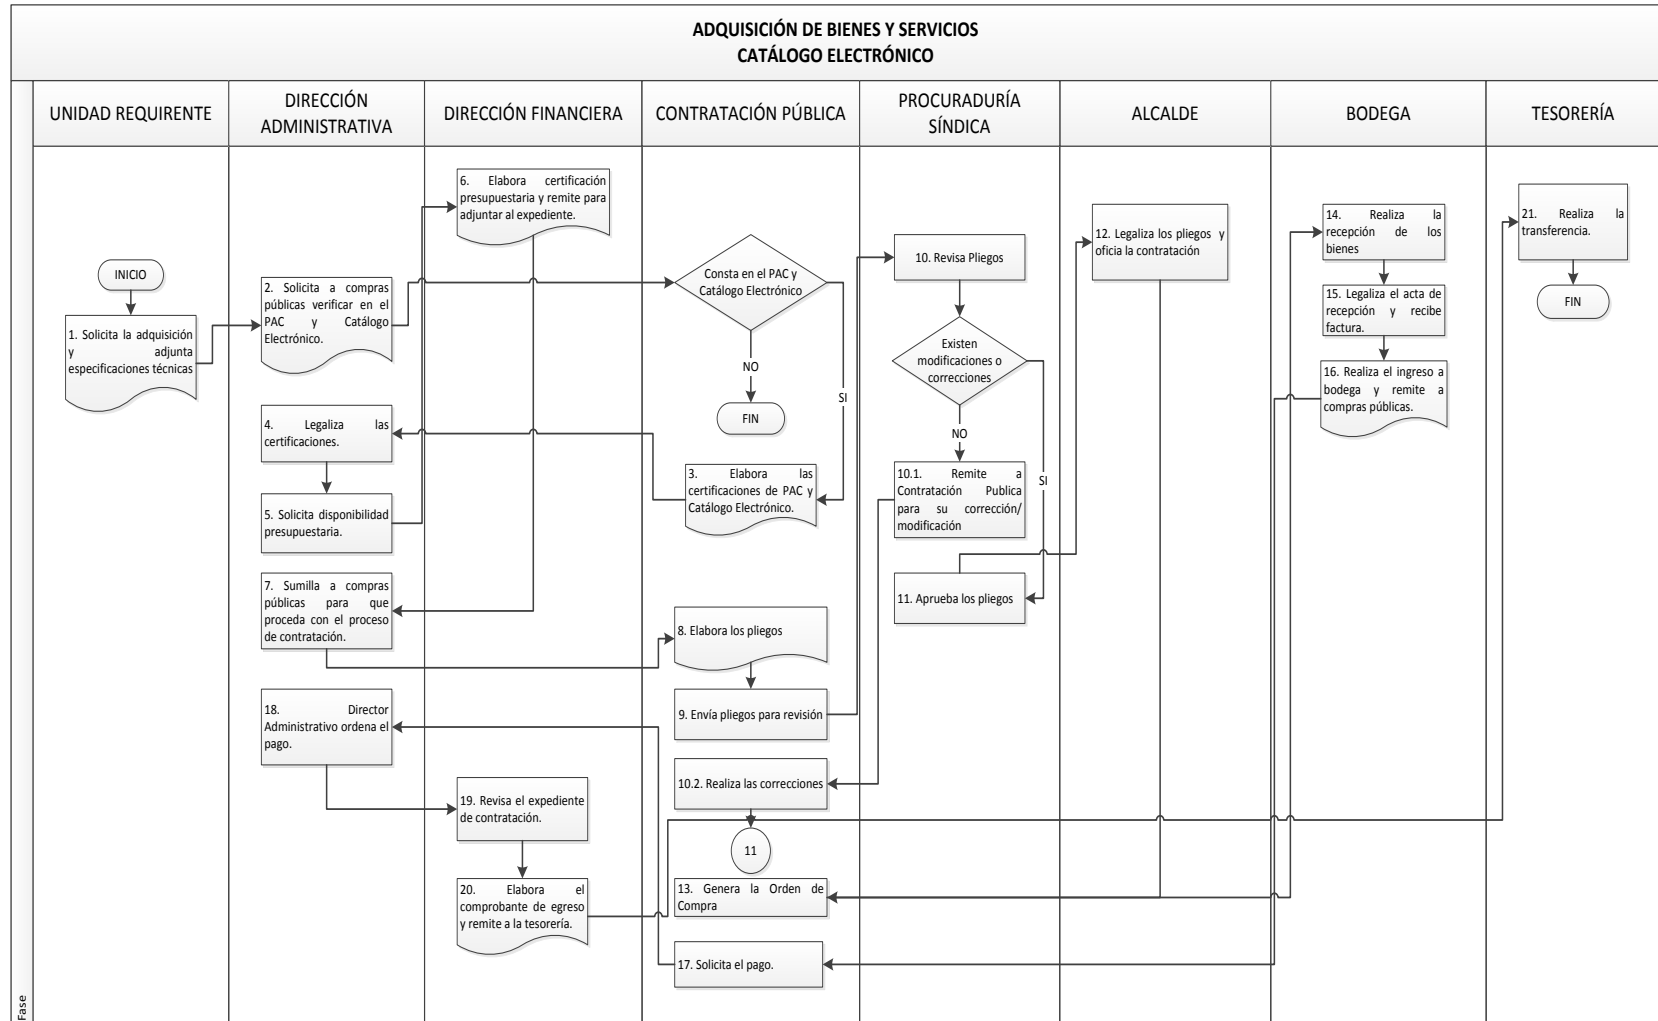 ADQUISICIÓN DE BIENES Y SERVICIOS
CATÁLOGO ELECTRÓNICO
UNIDAD REQUIRENTE
DIRECCIÓN
ADMINISTRATIVA
DIRECCIÓN FINANCIERA
CONTRATACIÓN PÚBLICA
PROCURADURÍA
SÍNDICA
ALCALDE
BODEGA
TESORERÍA
Fase
INICIO
1. Solicita la adquisición
y adjunta
especificaciones técnicas
2. Solicita a compras
públicas verificar en el
PAC y Catálogo
Electrónico.
4. Legaliza las
certificaciones.
5. Solicita disponibilidad
presupuestaria.
7. Sumilla a compras
públicas para que
proceda con el proceso
de contratación.
18. Director
Administrativo ordena el
pago.
6. Elabora certificación
presupuestaria y remite para
adjuntar al expediente.
19. Revisa el expediente
de contratación.
20. Elabora el
comprobante de egreso
y remite a la tesorería.
Consta en el PAC y
Catálogo Electrónico
NO
SI
FIN
3. Elabora las
certificaciones de PAC y
Catálogo Electrónico.
8. Elabora los pliegos
9. Envía pliegos para revisión
10.2. Realiza las correcciones
11
13. Genera la Orden de
Compra
17. Solicita el pago.
10. Revisa Pliegos
Existen
modificaciones o
correcciones
NO
SI
10.1. Remite a
Contratación Publica
para su corrección/
modificación
11. Aprueba los pliegos
12. Legaliza los pliegos y
oficia la contratación
14. Realiza la
recepción de los
bienes
15. Legaliza el acta de
recepción y recibe
factura.
16. Realiza el ingreso a
bodega y remite a
compras públicas.
21. Realiza la
transferencia.
FIN